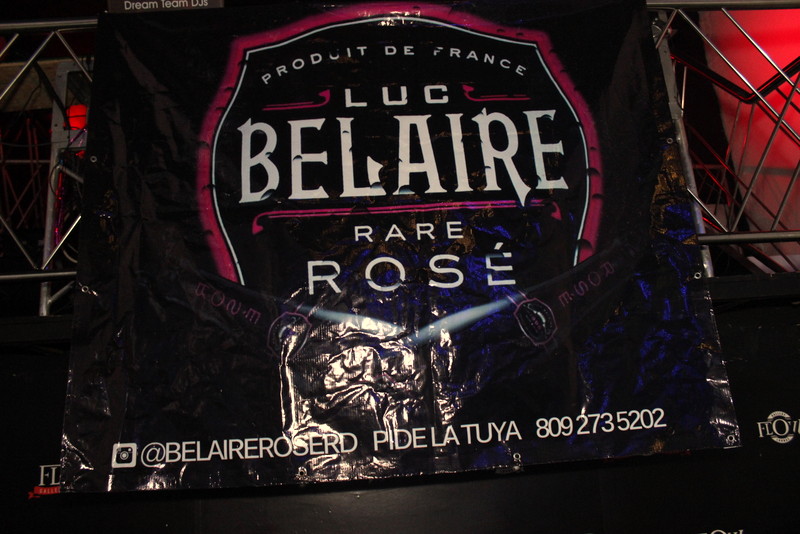 Dream Team DJs
PRODUIT DE FRANCE
LUC
BELAIRE
RARE
ROSÉ
@BELAIREROSERD PIDE LA TUYA 809 273 5202